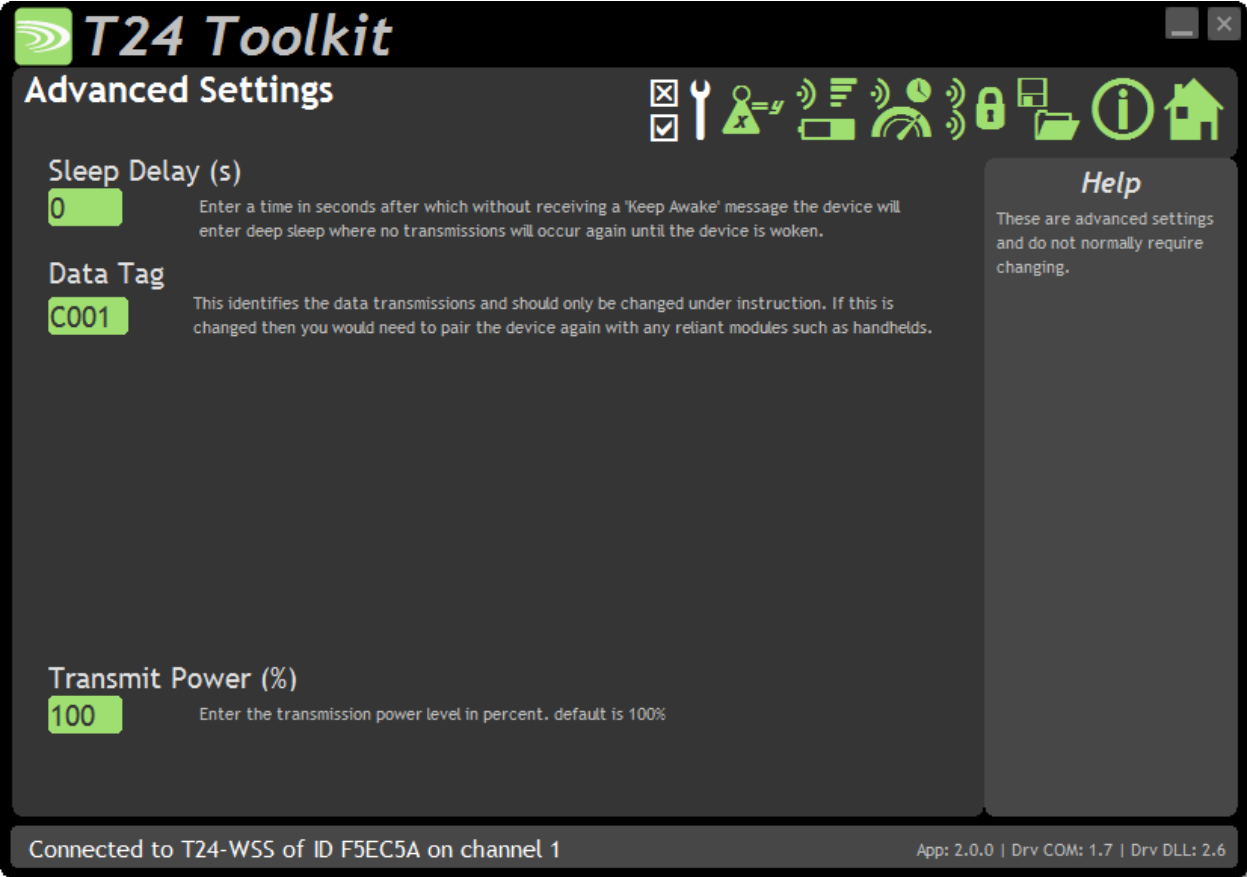 T24 Toolkit
Advanced Settings
x=y
Sleep Delay (s)
0
Enter a time in seconds after which without receiving a 'Keep Awake' message the device will
enter deep sleep where no transmissions will occur again until the device is woken.
Data Tag
C001
This identifies the data transmissions and should only be changed under instruction. If this is
changed then you would need to pair the device again with any reliant modules such as handhelds.
Transmit Power (%)
100
Enter the transmission power level in percent. default is 100%
Help
These are advanced settings
and do not normally require
changing.
Connected to T24-WSS of ID F5EC5A on channel 1
App: 2.0.0 | Drv COM: 1.7 | Drv DLL: 2.6